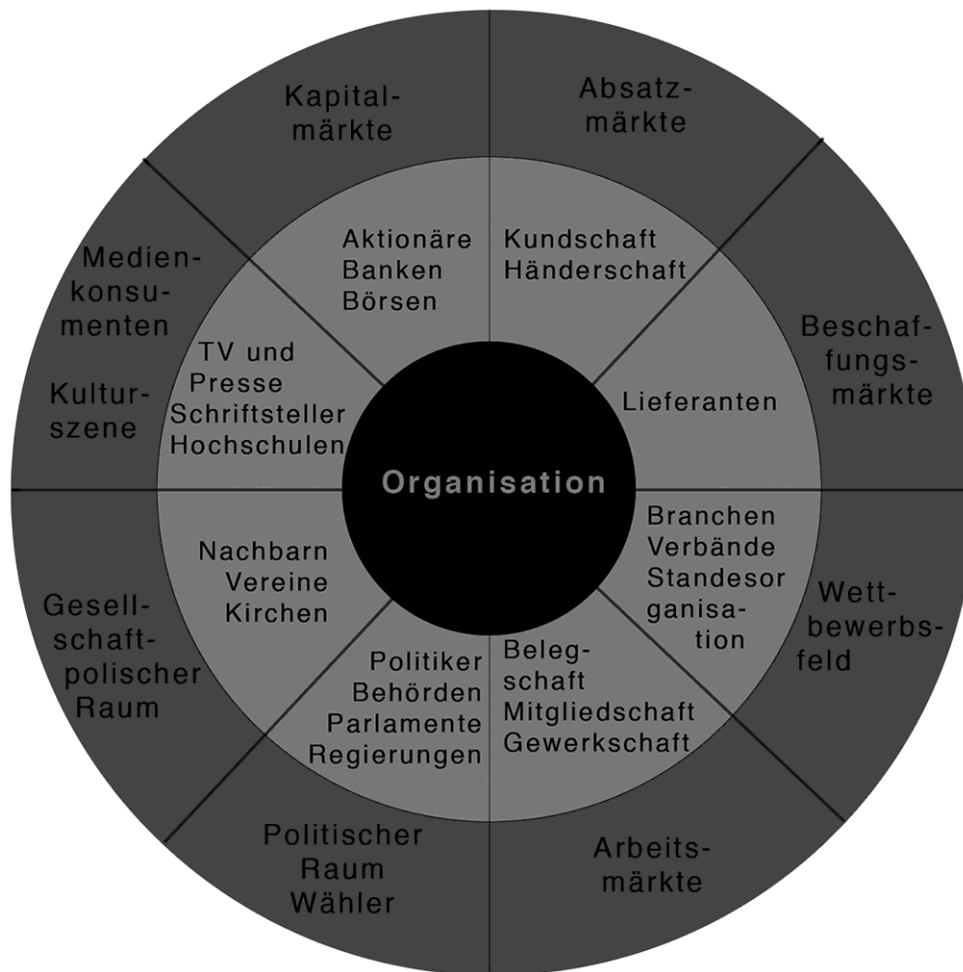 Kapital-
märkte
Absatz-
märkte
Beschaf-
fungs-
märkte
Wett-
bewerbs-
feld
Arbeits-
märkte
Politischer
Raum
Wähler
Gesell-
schaft-
polischer
Raum
Medien-
konsu-
menten
Kultur-
szene
Aktionäre
Banken
Börsen
Kundschaft
Händerschaft
Lieferanten
Branchen
Verbände
Standesor
ganisa-
tion
Beleg-
schaft
Mitgliedschaft
Gewerkschaft
Politiker
Behörden
Parlamente
Regierungen
Nachbarn
Vereine
Kirchen
TV und
Presse
Schriftsteller
Hochschulen
Organisation